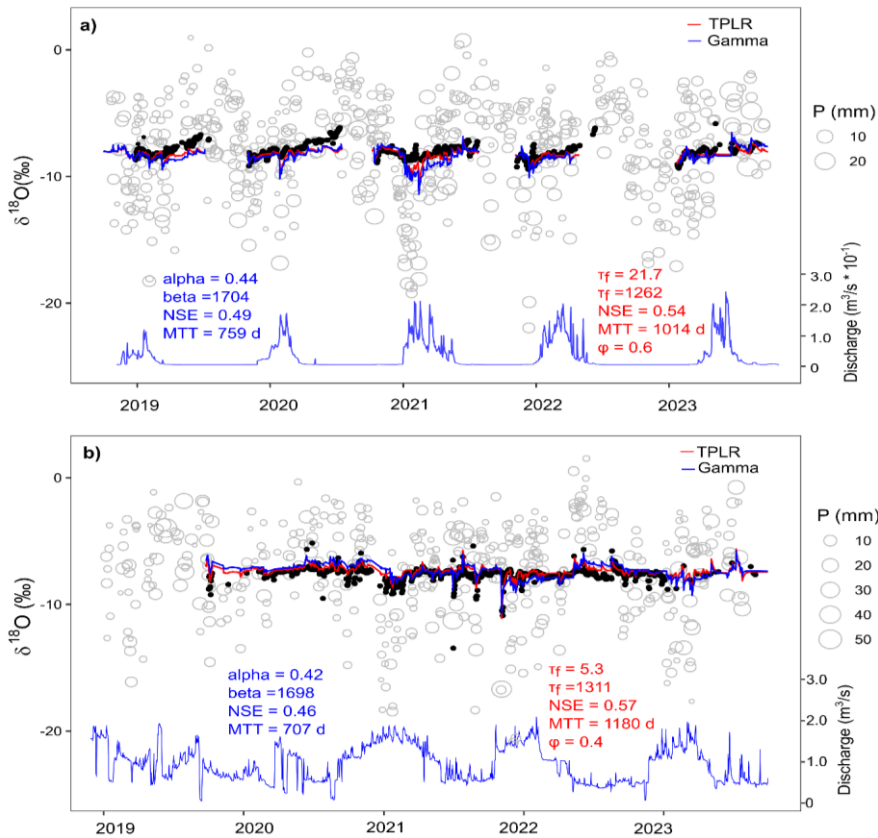 a)
TPLR
Gamma
P (mm)
10
20
0
-10
-20
δ¹⁸O(‰)
alpha = 0.44
beta =1704
NSE = 0.49
MTT = 759 d
τf = 21.7
τf = 1262
NSE = 0.54
MTT = 1014 d
φ = 0.6
3.0
2.0
1.0
0
Discharge (m³/s * 10⁻¹)
2019 2020 2021 2022 2023
b)
TPLR
Gamma
P (mm)
10
20
30
40
50
0
-10
-20
δ¹⁸O (‰)
alpha = 0.42
beta =1698
NSE = 0.46
MTT = 707 d
τf = 5.3
τf = 1311
NSE = 0.57
MTT = 1180 d
φ = 0.4
3.0
2.0
1.0
0
Discharge (m³/s)
2019 2020 2021 2022 2023